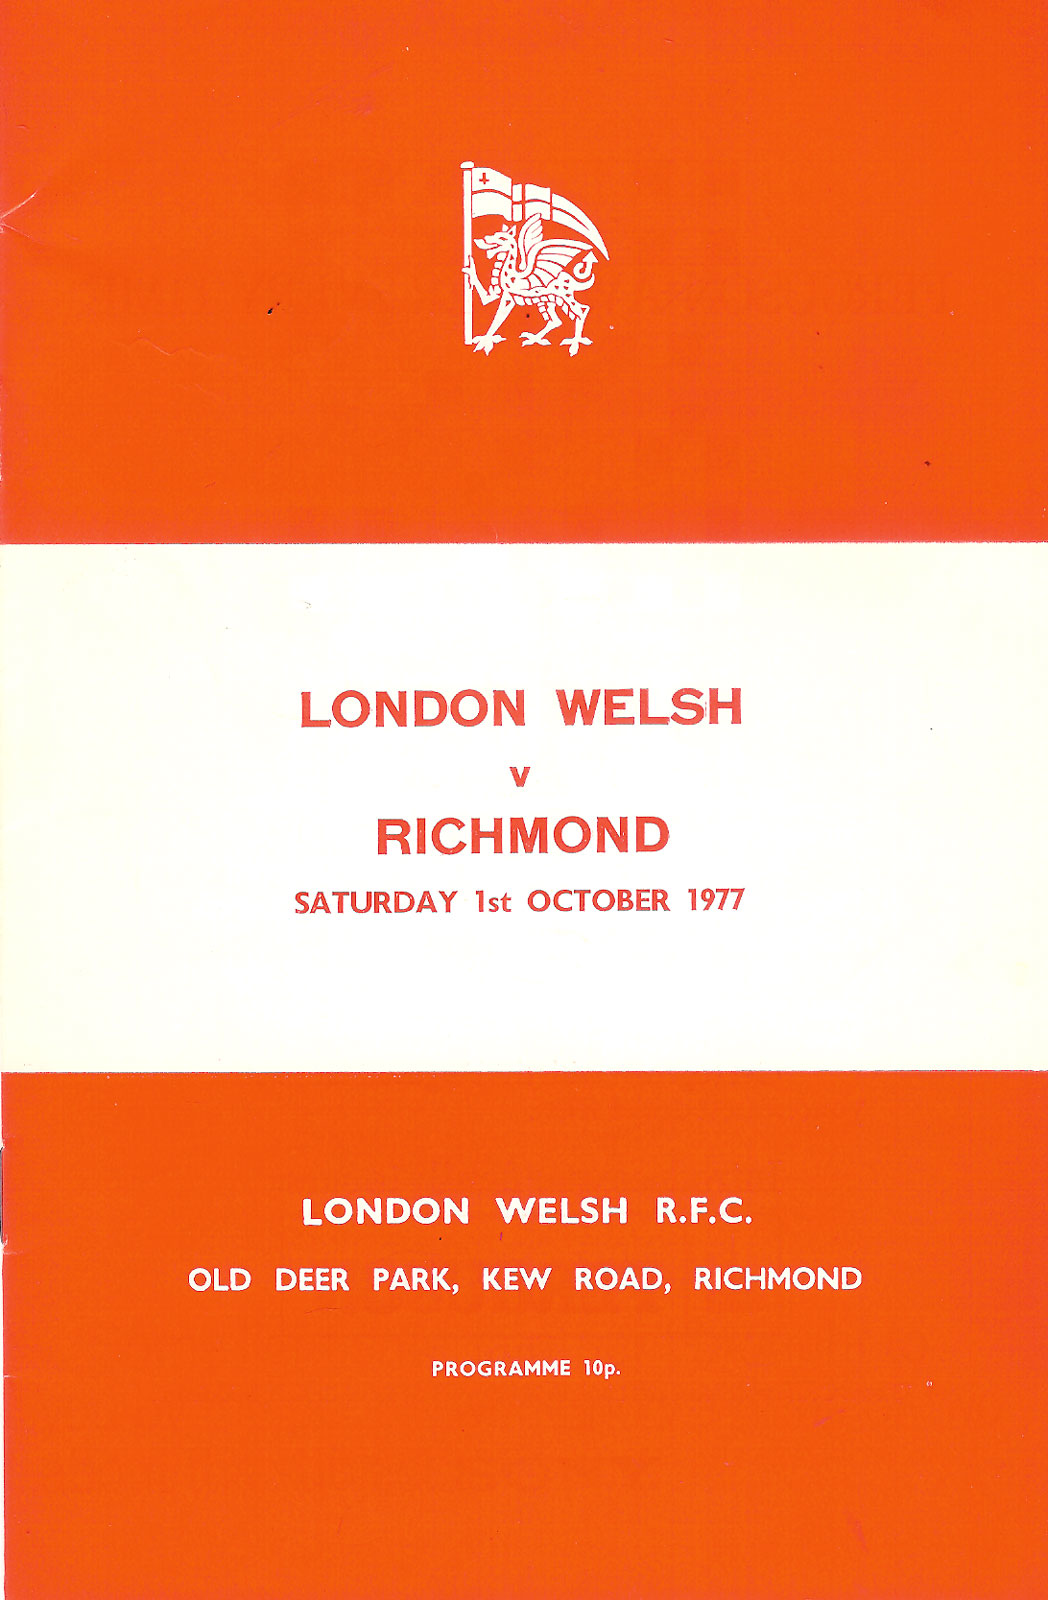 LONDON WELSH
v
RICHMOND
SATURDAY 1st OCTOBER 1977
LONDON WELSH R.F.C.
OLD DEER PARK, KEW ROAD, RICHMOND
PROGRAMME 10p.